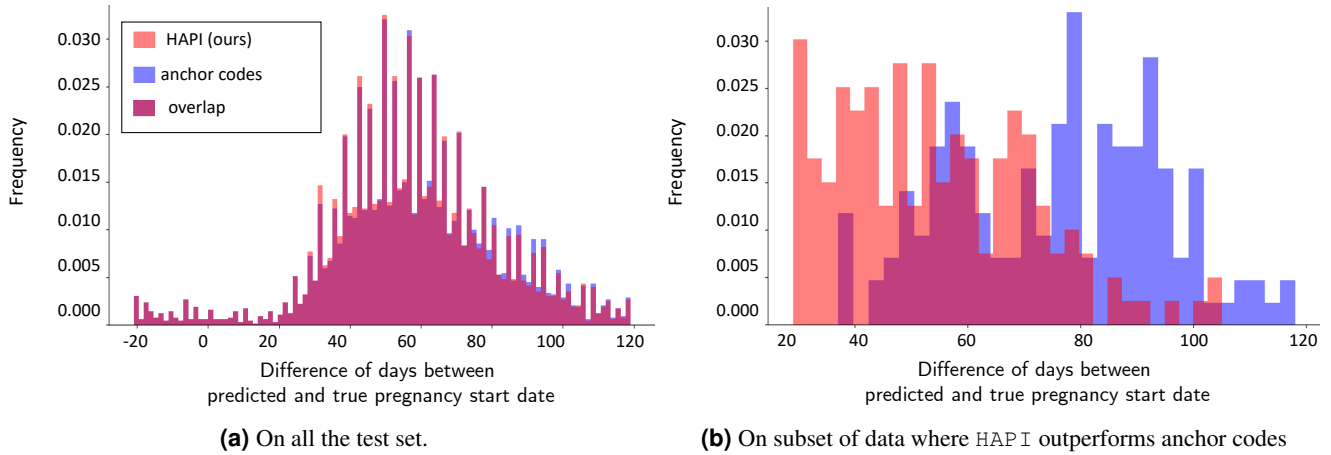 0.030
0.025
0.020
0.015
0.010
0.005
0.000
Frequency
HAPI (ours)
anchor codes
overlap
-20 0 20 40 60 80 100 120
Difference of days between
predicted and true pregnancy start date
(a) On all the test set.
0.030
0.025
0.020
0.015
0.010
0.005
0.000
Frequency
20 40 60 80 100 120
Difference of days between
predicted and true pregnancy start date
(b) On subset of data where HAPI outperforms anchor codes